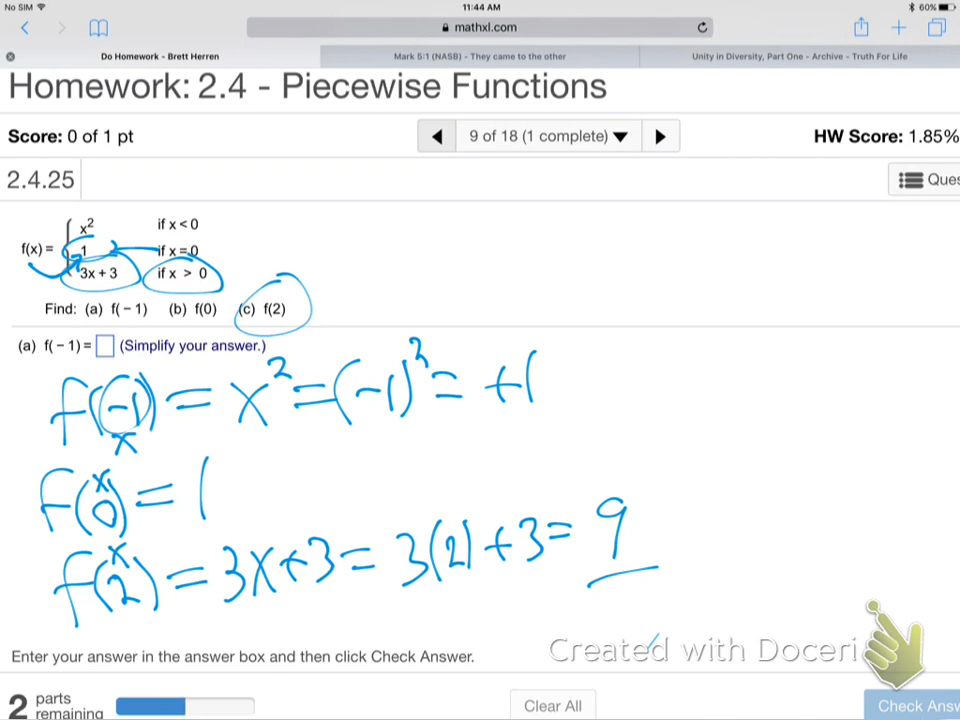 No SIM 11:44 AM 60%
mathxl.com
Do Homework - Brett Herren Mark 5:1 (NASB) - They came to the other Unity in Diversity, Part One - Archive - Truth For Life
Homework: 2.4 - Piecewise Functions
Score: 0 of 1 pt 9 of 18 (1 complete) HW Score: 1.85%
2.4.25 Ques
x² if x < 0
f(x) = 1 if x = 0
3x + 3 if x > 0
Find: (a) f( − 1) (b) f(0) (c) f(2)
(a) f( − 1) = (Simplify your answer.)
f(-1) = x² = (-1)² = +1
x
x
f(0) = 1
x
f(2) = 3x+3 = 3(2)+3 = 9
Created with Doceri
Enter your answer in the answer box and then click Check Answer.
2 parts remaining Clear All Check Answ